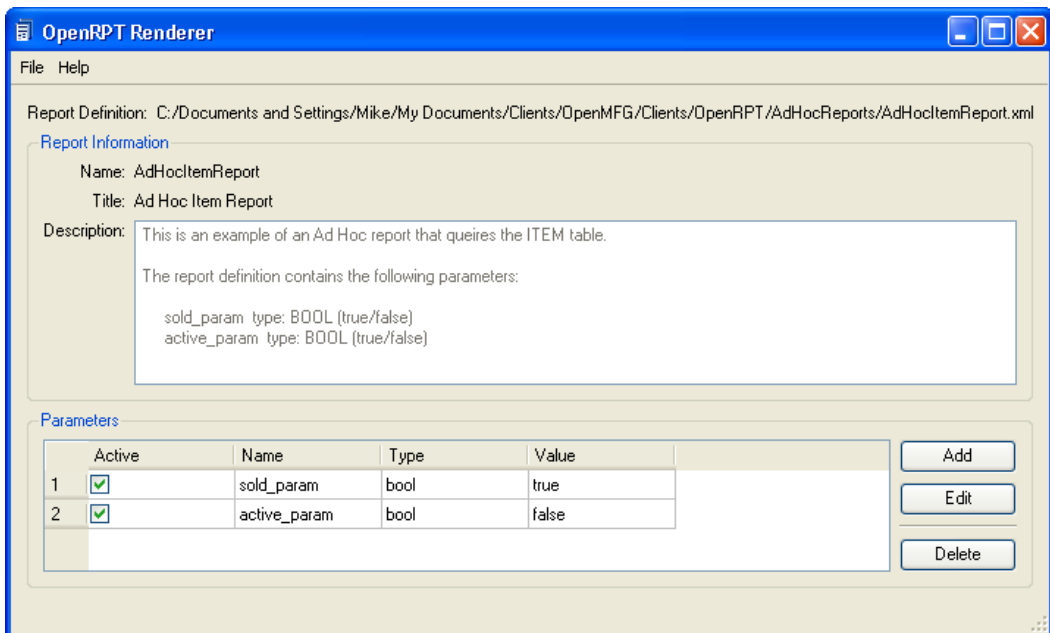 OpenRPT Renderer
File Help
Report Definition: C:/Documents and Settings/Mike/My Documents/Clients/OpenMFG/Clients/OpenRPT/AdHocReports/AdHocItemReport.xml
Report Information
Name: AdHocItemReport
Title: Ad Hoc Item Report
Description: This is an example of an Ad Hoc report that queires the ITEM table.
The report definition contains the following parameters:
sold_param type: BOOL (true/false)
active_param type: BOOL (true/false)
Parameters
Active Name Type Value Add
1 sold_param bool true
Edit
2 active_param bool false
Delete